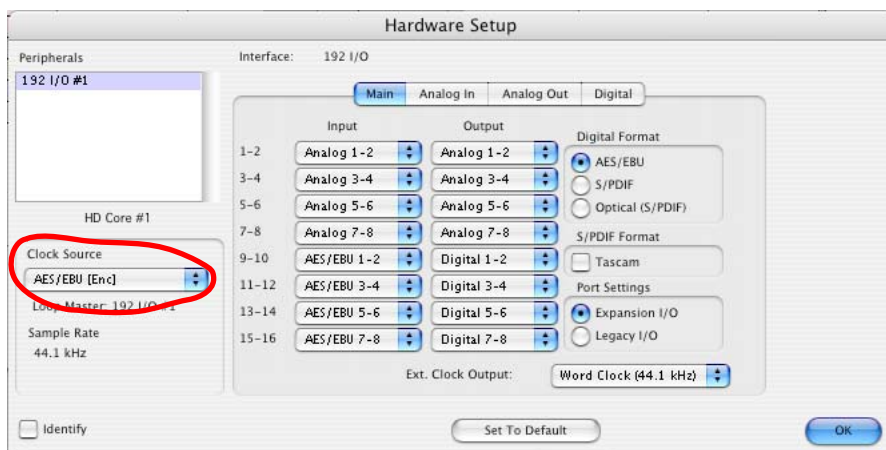 Hardware Setup
Peripherals
Interface: 192 I/O
192 I/O #1
Main Analog In Analog Out Digital
Input Output
Digital Format
1-2 Analog 1-2 Analog 1-2
AES/EBU
3-4 Analog 3-4 Analog 3-4
S/PDIF
5-6 Analog 5-6 Analog 5-6
Optical (S/PDIF)
HD Core #1
7-8 Analog 7-8 Analog 7-8
S/PDIF Format
Clock Source
9-10 AES/EBU 1-2 Digital 1-2
Tascam
AES/EBU [Enc]
11-12 AES/EBU 3-4 Digital 3-4
Port Settings
Loop Master: 192 I/O #1
13-14 AES/EBU 5-6 Digital 5-6
Expansion I/O
Sample Rate
15-16 AES/EBU 7-8 Digital 7-8
Legacy I/O
44.1 kHz
Ext. Clock Output: Word Clock (44.1 kHz)
Identify
Set To Default
OK